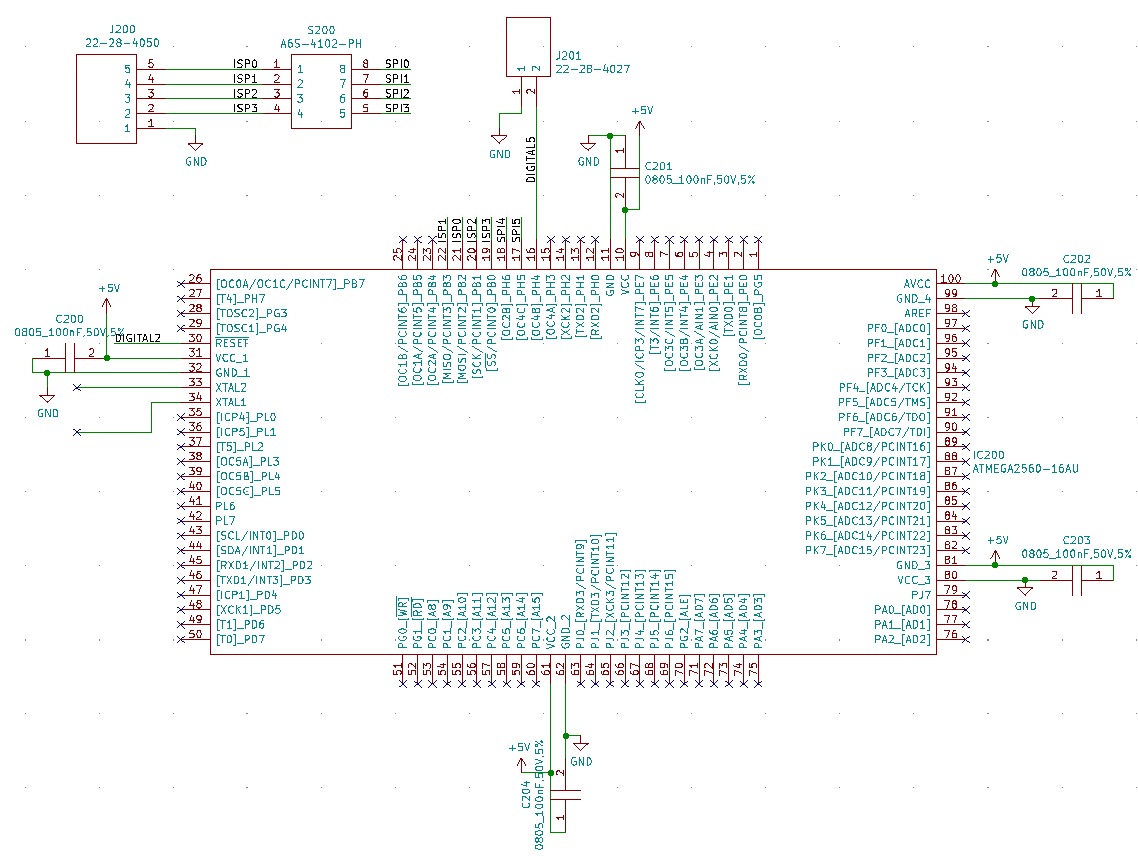 J200
22-28-4050
5 5
4 4
3 3
2 2
1 1
GND
S200
A6S-4102-PH
ISP0 1 1 8 8 SPI0
ISP1 2 2 7 7 SPI1
ISP2 3 3 6 6 SPI2
ISP3 4 4 5 5 SPI3
J201
22-28-4027
1 2
1 2
GND
DIGITAL5
+5V
GND
1
C201
0805_100nF,50V,5%
2
ISP1
ISP0
ISP2
ISP3
SPI4
SPI5
25 [OC1B/PCINT6]_PB6
24 [OC1A/PCINT5]_PB5
23 [OC2A/PCINT4]_PB4
22 [MISO/PCINT3]_PB3
21 [MOSI/PCINT2]_PB2
20 [SCK/PCINT1]_PB1
19 [SS/PCINT0]_PB0
18 [OC2B]_PH6
17 [OC4C]_PH5
16 [OC4B]_PH4
15 [OC4A]_PH3
14 [XCK2]_PH2
13 [TXD2]_PH1
12 [RXD2]_PH0
11 GND
10 VCC
9 [CLKO/ICP3/INT7]_PE7
8 [T3/INT6]_PE6
7 [OC3C/INT5]_PE5
6 [OC3B/INT4]_PE4
5 [OC3A/AIN1]_PE3
4 [XCK0/AIN0]_PE2
3 [TXD0]_PE1
2 [RXD0/PCINT8]_PE0
1 [OC0B]_PG5
+5V
C200
0805_100nF,50V,5%
1 2
GND
DIGITAL2
26 [OC0A/OC1C/PCINT7]_PB7
27 [T4]_PH7
28 [TOSC2]_PG3
29 [TOSC1]_PG4
30 RESET
31 VCC_1
32 GND_1
33 XTAL2
34 XTAL1
35 [ICP4]_PL0
36 [ICP5]_PL1
37 [T5]_PL2
38 [OC5A]_PL3
39 [OC5B]_PL4
40 [OC5C]_PL5
41 PL6
42 PL7
43 [SCL/INT0]_PD0
44 [SDA/INT1]_PD1
45 [RXD1/INT2]_PD2
46 [TXD1/INT3]_PD3
47 [ICP1]_PD4
48 [XCK1]_PD5
49 [T1]_PD6
50 [T0]_PD7
AVCC 100
GND_4 99
AREF 98
PF0_[ADC0] 97
PF1_[ADC1] 96
PF2_[ADC2] 95
PF3_[ADC3] 94
PF4_[ADC4/TCK] 93
PF5_[ADC5/TMS] 92
PF6_[ADC6/TDO] 91
PF7_[ADC7/TDI] 90
PK0_[ADC8/PCINT16] 89
PK1_[ADC9/PCINT17] 88
PK2_[ADC10/PCINT18] 87
PK3_[ADC11/PCINT19] 86
PK4_[ADC12/PCINT20] 85
PK5_[ADC13/PCINT21] 84
PK6_[ADC14/PCINT22] 83
PK7_[ADC15/PCINT23] 82
GND_3 81
VCC_3 80
PJ7 79
PA0_[AD0] 78
PA1_[AD1] 77
PA2_[AD2] 76
+5V
C202
0805_100nF,50V,5%
2 1
GND
IC200
ATMEGA2560-16AU
+5V
C203
0805_100nF,50V,5%
2 1
GND
51 PG0_[WR]
52 PG1_[RD]
53 PC0_[A8]
54 PC1_[A9]
55 PC2_[A10]
56 PC3_[A11]
57 PC4_[A12]
58 PC5_[A13]
59 PC6_[A14]
60 PC7_[A15]
61 VCC_2
62 GND_2
63 PJ0_[RXD3/PCINT9]
64 PJ1_[TXD3/PCINT10]
65 PJ2_[XCK3/PCINT11]
66 PJ3_[PCINT12]
67 PJ4_[PCINT13]
68 PJ5_[PCINT14]
69 PJ6_[PCINT15]
70 PG2_[ALE]
71 PA7_[AD7]
72 PA6_[AD6]
73 PA5_[AD5]
74 PA4_[AD4]
75 PA3_[AD3]
+5V
GND
C204
0805_100nF,50V,5%
2
1